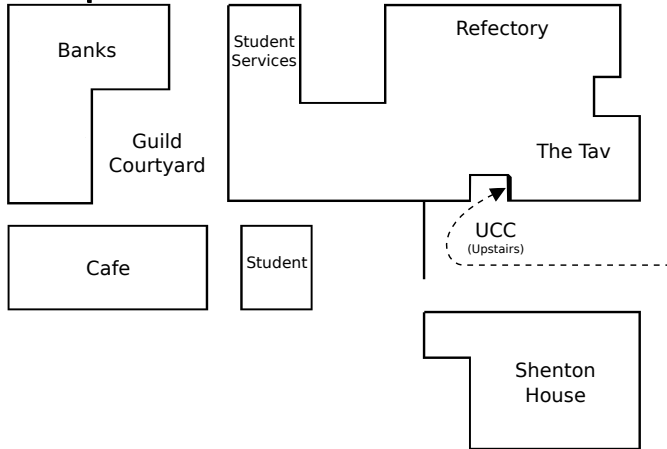 Banks
Student
Services
Refectory
Guild
Courtyard
The Tav
UCC
(Upstairs)
Cafe
Student
Shenton
House